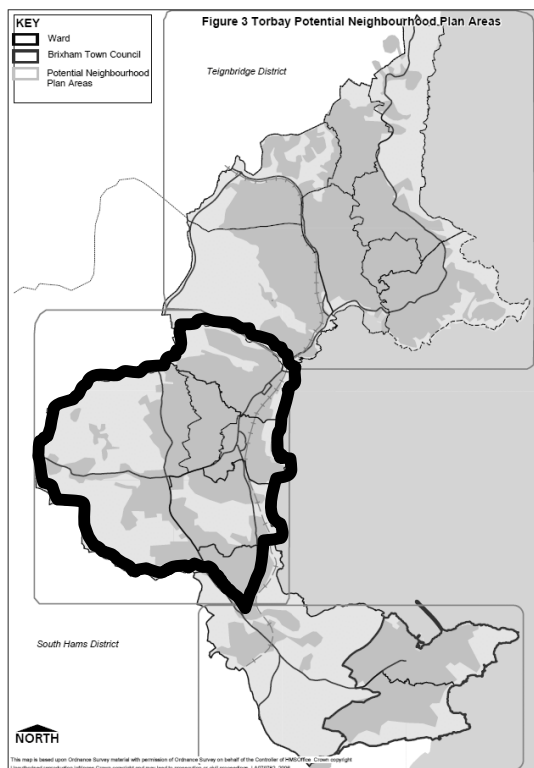 Figure 3 Torbay Potential Neighbourhood Plan Areas
KEY
Ward
Brixham Town Council
Potential Neighbourhood
Plan Areas
Teignbridge District
South Hams District
NORTH
This map is based upon Ordnance Survey material with permission of Ordnance Survey on behalf of the Controller of HMSOffice Crown copyright